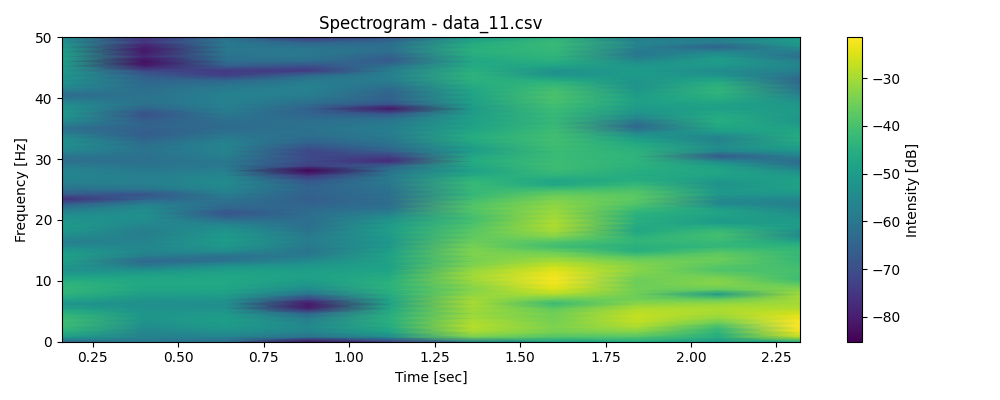 Spectrogram - data_11.csv
50
40
30
20
10
0
Frequency [Hz]
0.25 0.50 0.75 1.00 1.25 1.50 1.75 2.00 2.25
Time [sec]
−30
−40
−50
−60
−70
−80
Intensity [dB]